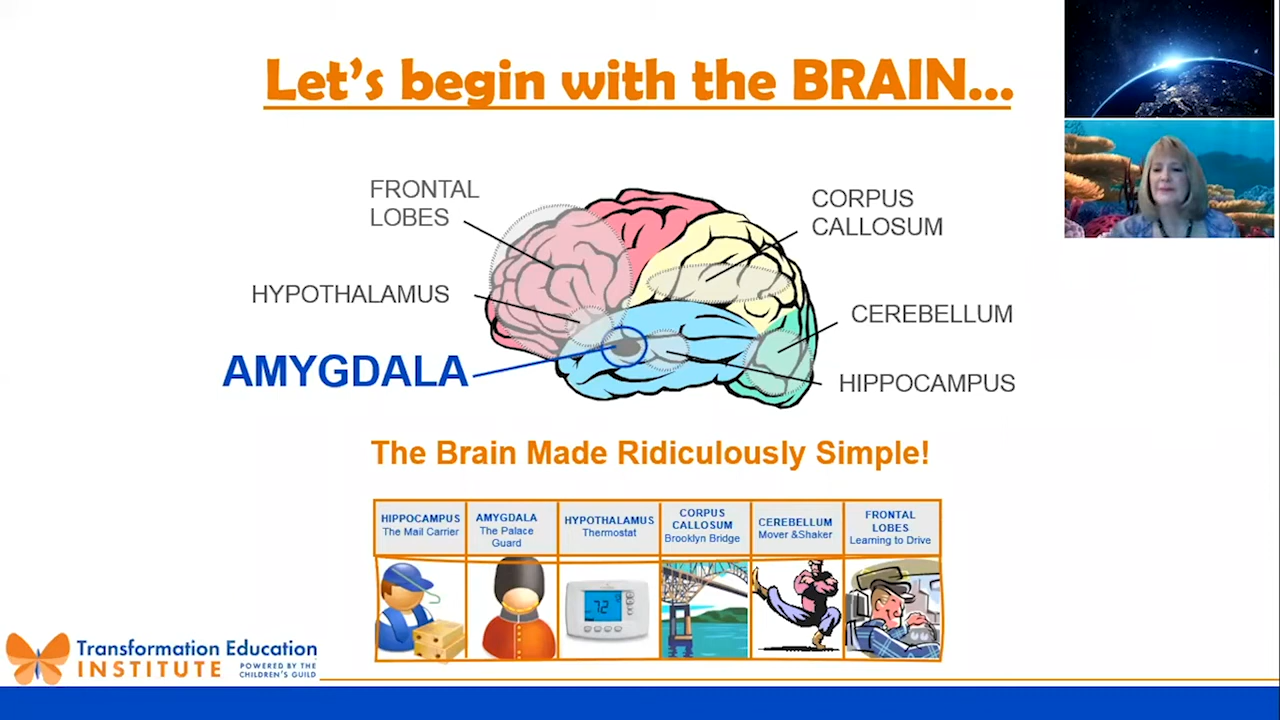 Let's begin with the BRAIN...
FRONTAL
LOBES
CORPUS
CALLOSUM
HYPOTHALAMUS
CEREBELLUM
AMYGDALA
HIPPOCAMPUS
The Brain Made Ridiculously Simple!
HIPPOCAMPUS
The Mail Carrier
AMYGDALA
The Palace
Guard
HYPOTHALAMUS
Thermostat
CORPUS
CALLOSUM
Brooklyn Bridge
CEREBELLUM
Mover &Shaker
FRONTAL
LOBES
Learning to Drive
72
Transformation Education
INSTITUTE
POWERED BY THE
CHILDREN'S GUILD